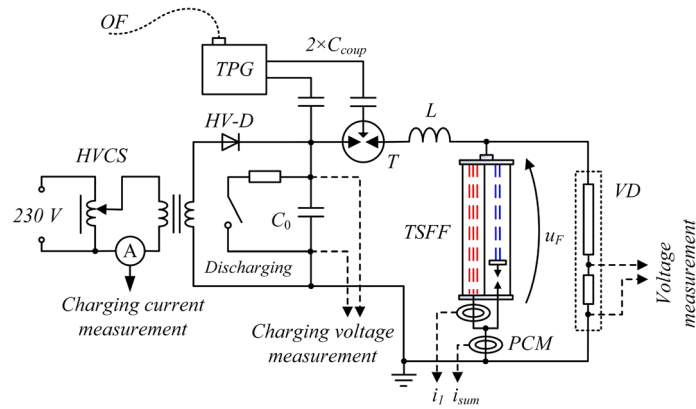 OF
2×Ccoup
TPG
HV-D
L
HVCS
T
VD
230 V
C0
TSFF
uF
A
Discharging
Voltage
measurement
Charging current
measurement
Charging voltage
measurement
PCM
i1
isum